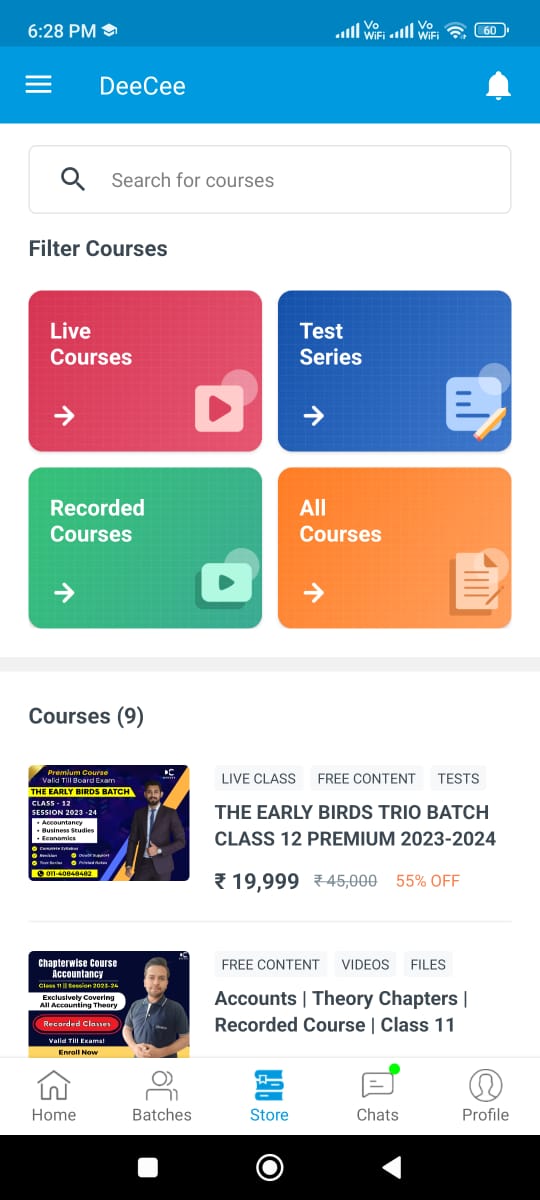 6:28 PM
Vo WiFi Vo WiFi 60
DeeCee
Search for courses
Filter Courses
Live Courses
Test Series
Recorded Courses
All Courses
Courses (9)
Premium Course
Valid Till Board Exam
THE EARLY BIRDS BATCH
CLASS - 12
SESSION 2023 -24
• Accountancy
• Business Studies
• Economics
Complete Syllabus
Revision Doubt Support
Test Series Printed Notes
011-40848482
LIVE CLASS FREE CONTENT TESTS
THE EARLY BIRDS TRIO BATCH
CLASS 12 PREMIUM 2023-2024
₹ 19,999 ₹ 45,000 55% OFF
Chapterwise Course
Accountancy
Class 11 || Session 2023-24
Exclusively Covering
All Accounting Theory
Recorded Classes
Valid Till Exams!
Enroll Now
FREE CONTENT VIDEOS FILES
Accounts | Theory Chapters |
Recorded Course | Class 11
Home Batches Store Chats Profile